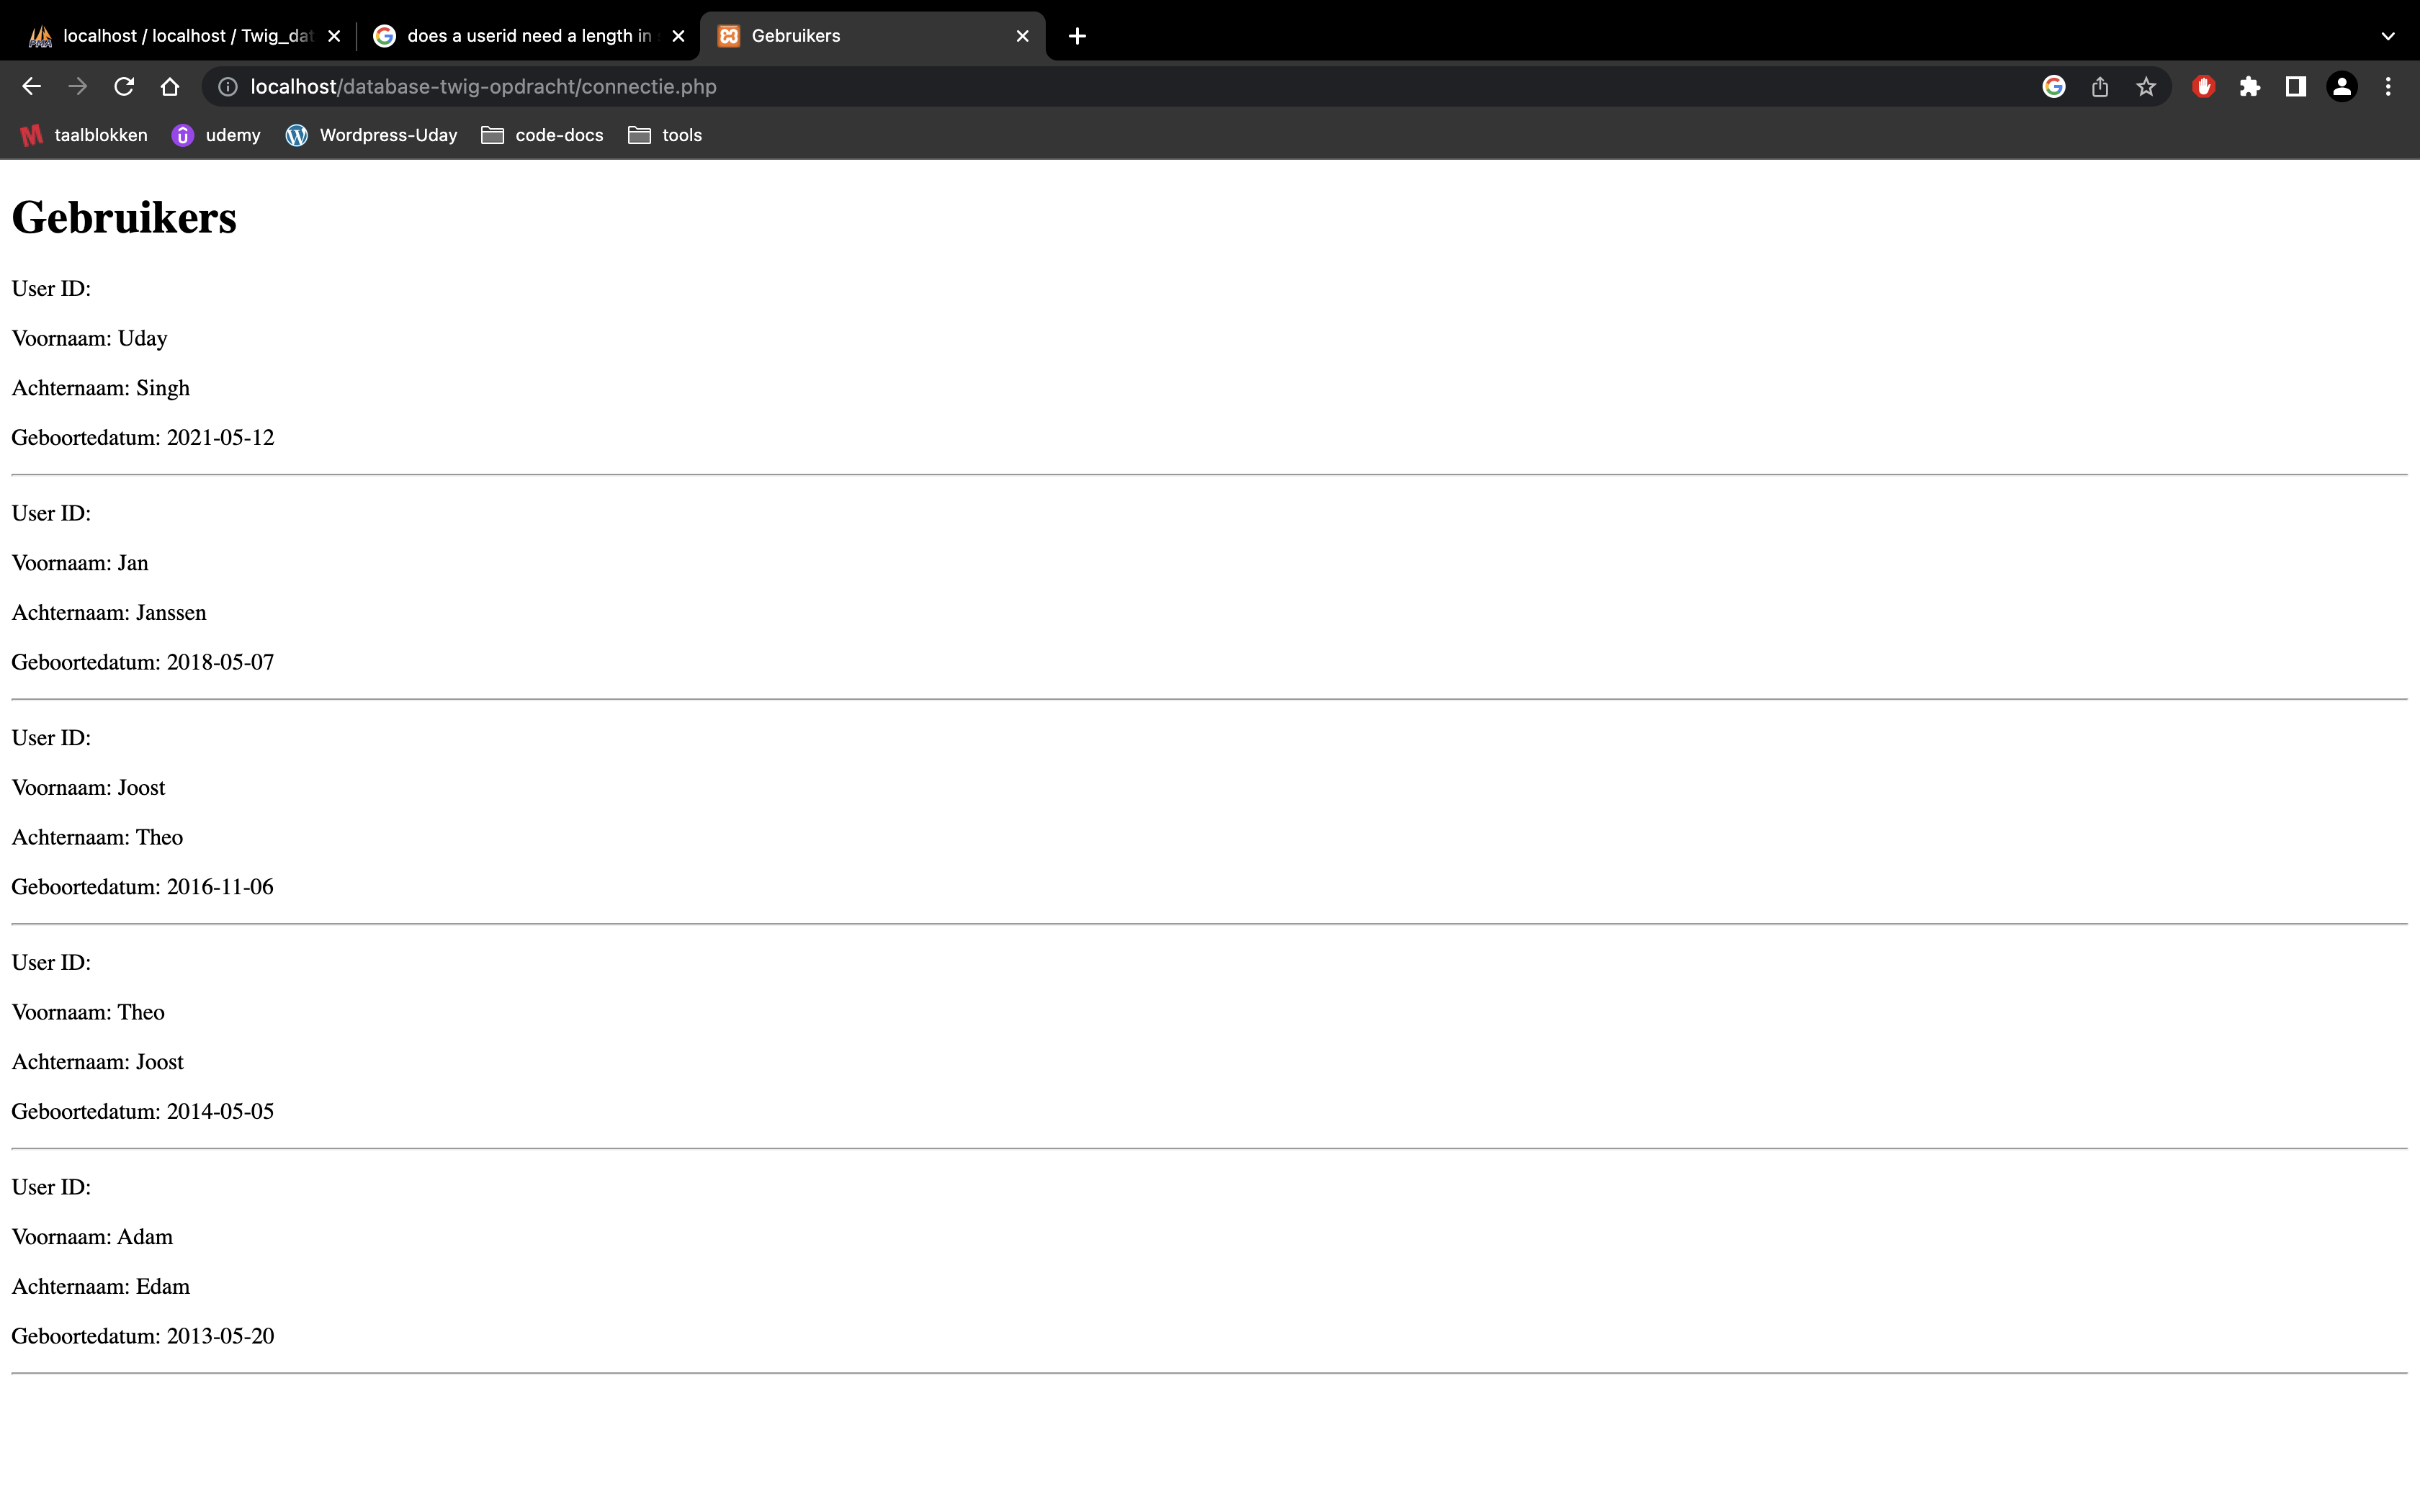 localhost / localhost / Twig_dat
does a userid need a length in
Gebruikers
localhost/database-twig-opdracht/connectie.php
taalblokken
udemy
Wordpress-Uday
code-docs
tools
Gebruikers
User ID:
Voornaam: Uday
Achternaam: Singh
Geboortedatum: 2021-05-12
User ID:
Voornaam: Jan
Achternaam: Janssen
Geboortedatum: 2018-05-07
User ID:
Voornaam: Joost
Achternaam: Theo
Geboortedatum: 2016-11-06
User ID:
Voornaam: Theo
Achternaam: Joost
Geboortedatum: 2014-05-05
User ID:
Voornaam: Adam
Achternaam: Edam
Geboortedatum: 2013-05-20